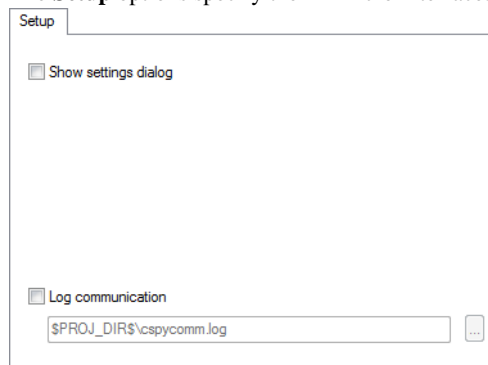 Setup
Show settings dialog
Log communication
$PROJ_DIR$\cspycomm.log
...